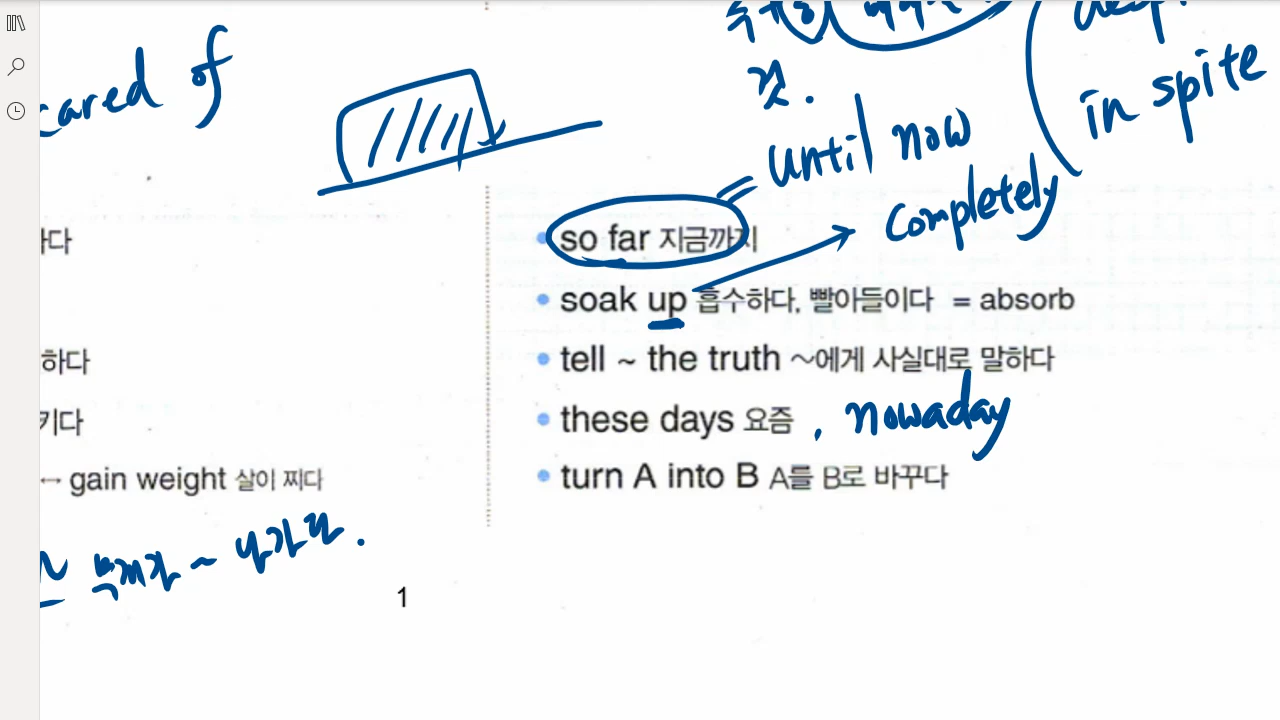 cared of
것.
in spite
= until now
completely
하다
so far 지금까지
soak up 흡수하다, 빨아들이다 = absorb
하다
tell ~ the truth ～에게 사실대로 말하다
키다
these days 요즘 , nowaday
↔ gain weight 살이 찌다
turn A into B A를 B로 바꾸다
1